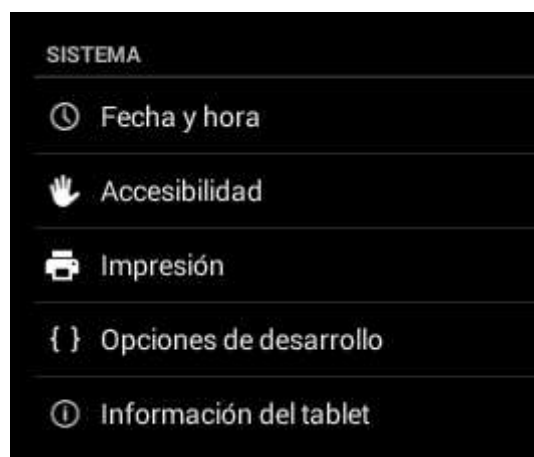 SISTEMA
Fecha y hora
Accesibilidad
Impresión
{ } Opciones de desarrollo
Información del tablet